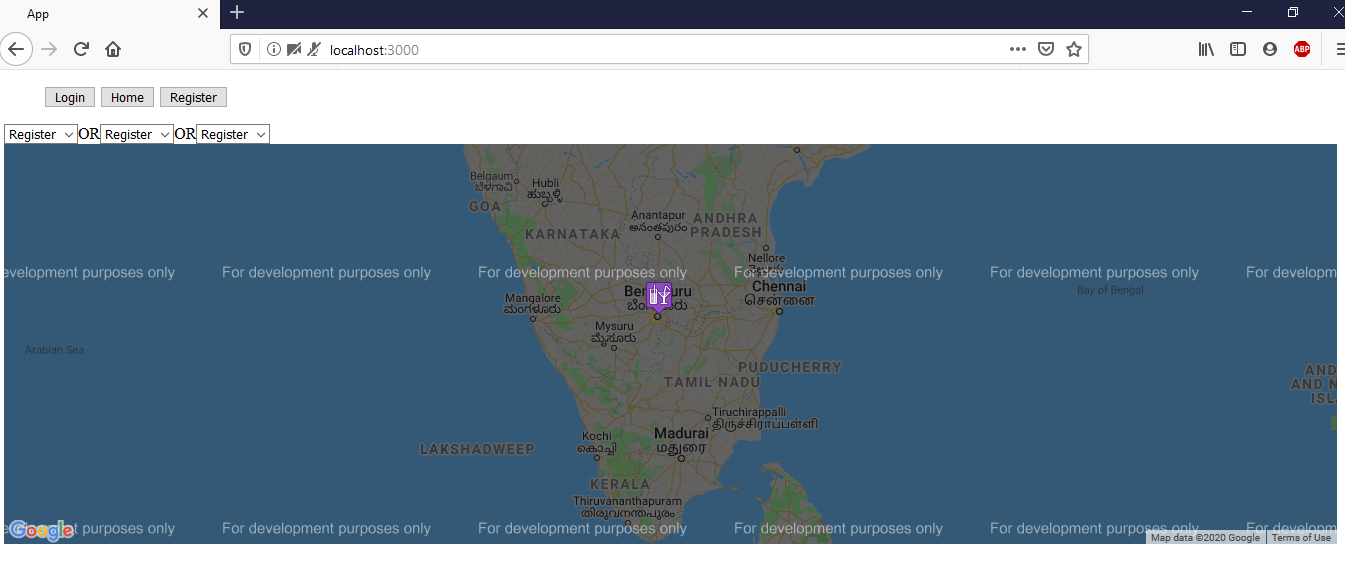 App
localhost:3000
ABP
Login Home Register
Register OR Register OR Register
Belgaum
ಬೆಳಗಾವಿ
Hubli
ಹುಬ್ಬಳ್ಳಿ
GOA
KARNATAKA
Anantapur
అనంతపురం
ANDHRA
PRADESH
Nellore
evelopment purposes only For development purposes only For development purposes only For development purposes only For development purposes only For developm
Chennai
சென்னை
Bay of Bengal
Mangalore
ಮಂಗಳೂರು
Mysuru
ಮೈಸೂರು
Arabian Sea
PUDUCHERRY
TAMIL NADU
AND
AND N
ISL
Tiruchirappalli
திருச்சிராப்பள்ளி
Kochi
കൊച്ചി
Madurai
மதுரை
LAKSHADWEEP
KERALA
Thiruvananthapuram
തിരുവനന്തപുരം
Google
evelopment purposes only For development purposes only For development purposes only For development purposes only For development purposes only For developm
Map data ©2020 Google Terms of Use